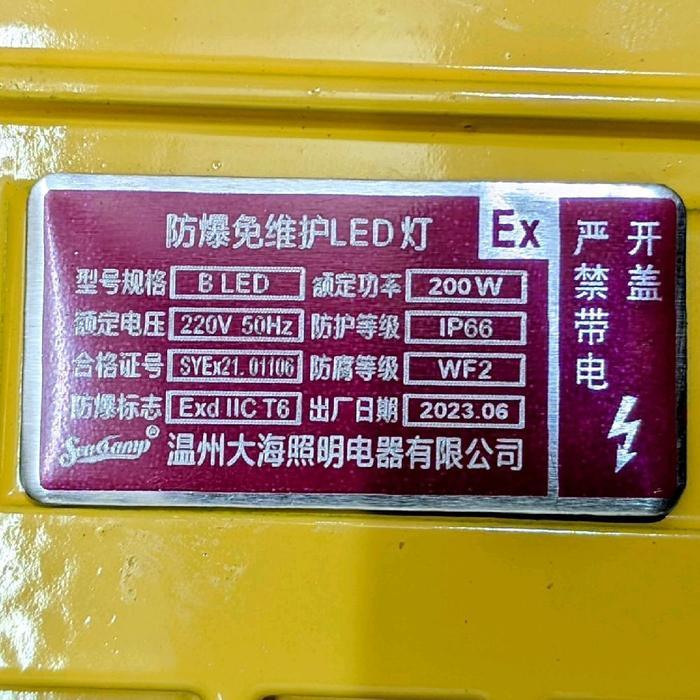 防爆免维护LED灯
Ex
型号规格 B LED 额定功率 200W
额定电压 220V 50Hz 防护等级 IP66
合格证号 SYEx21.01106 防腐等级 WF2
防爆标志 Exd IIC T6 出厂日期 2023.06
SeaLamp® 温州大海照明电器有限公司
严禁带电
开盖